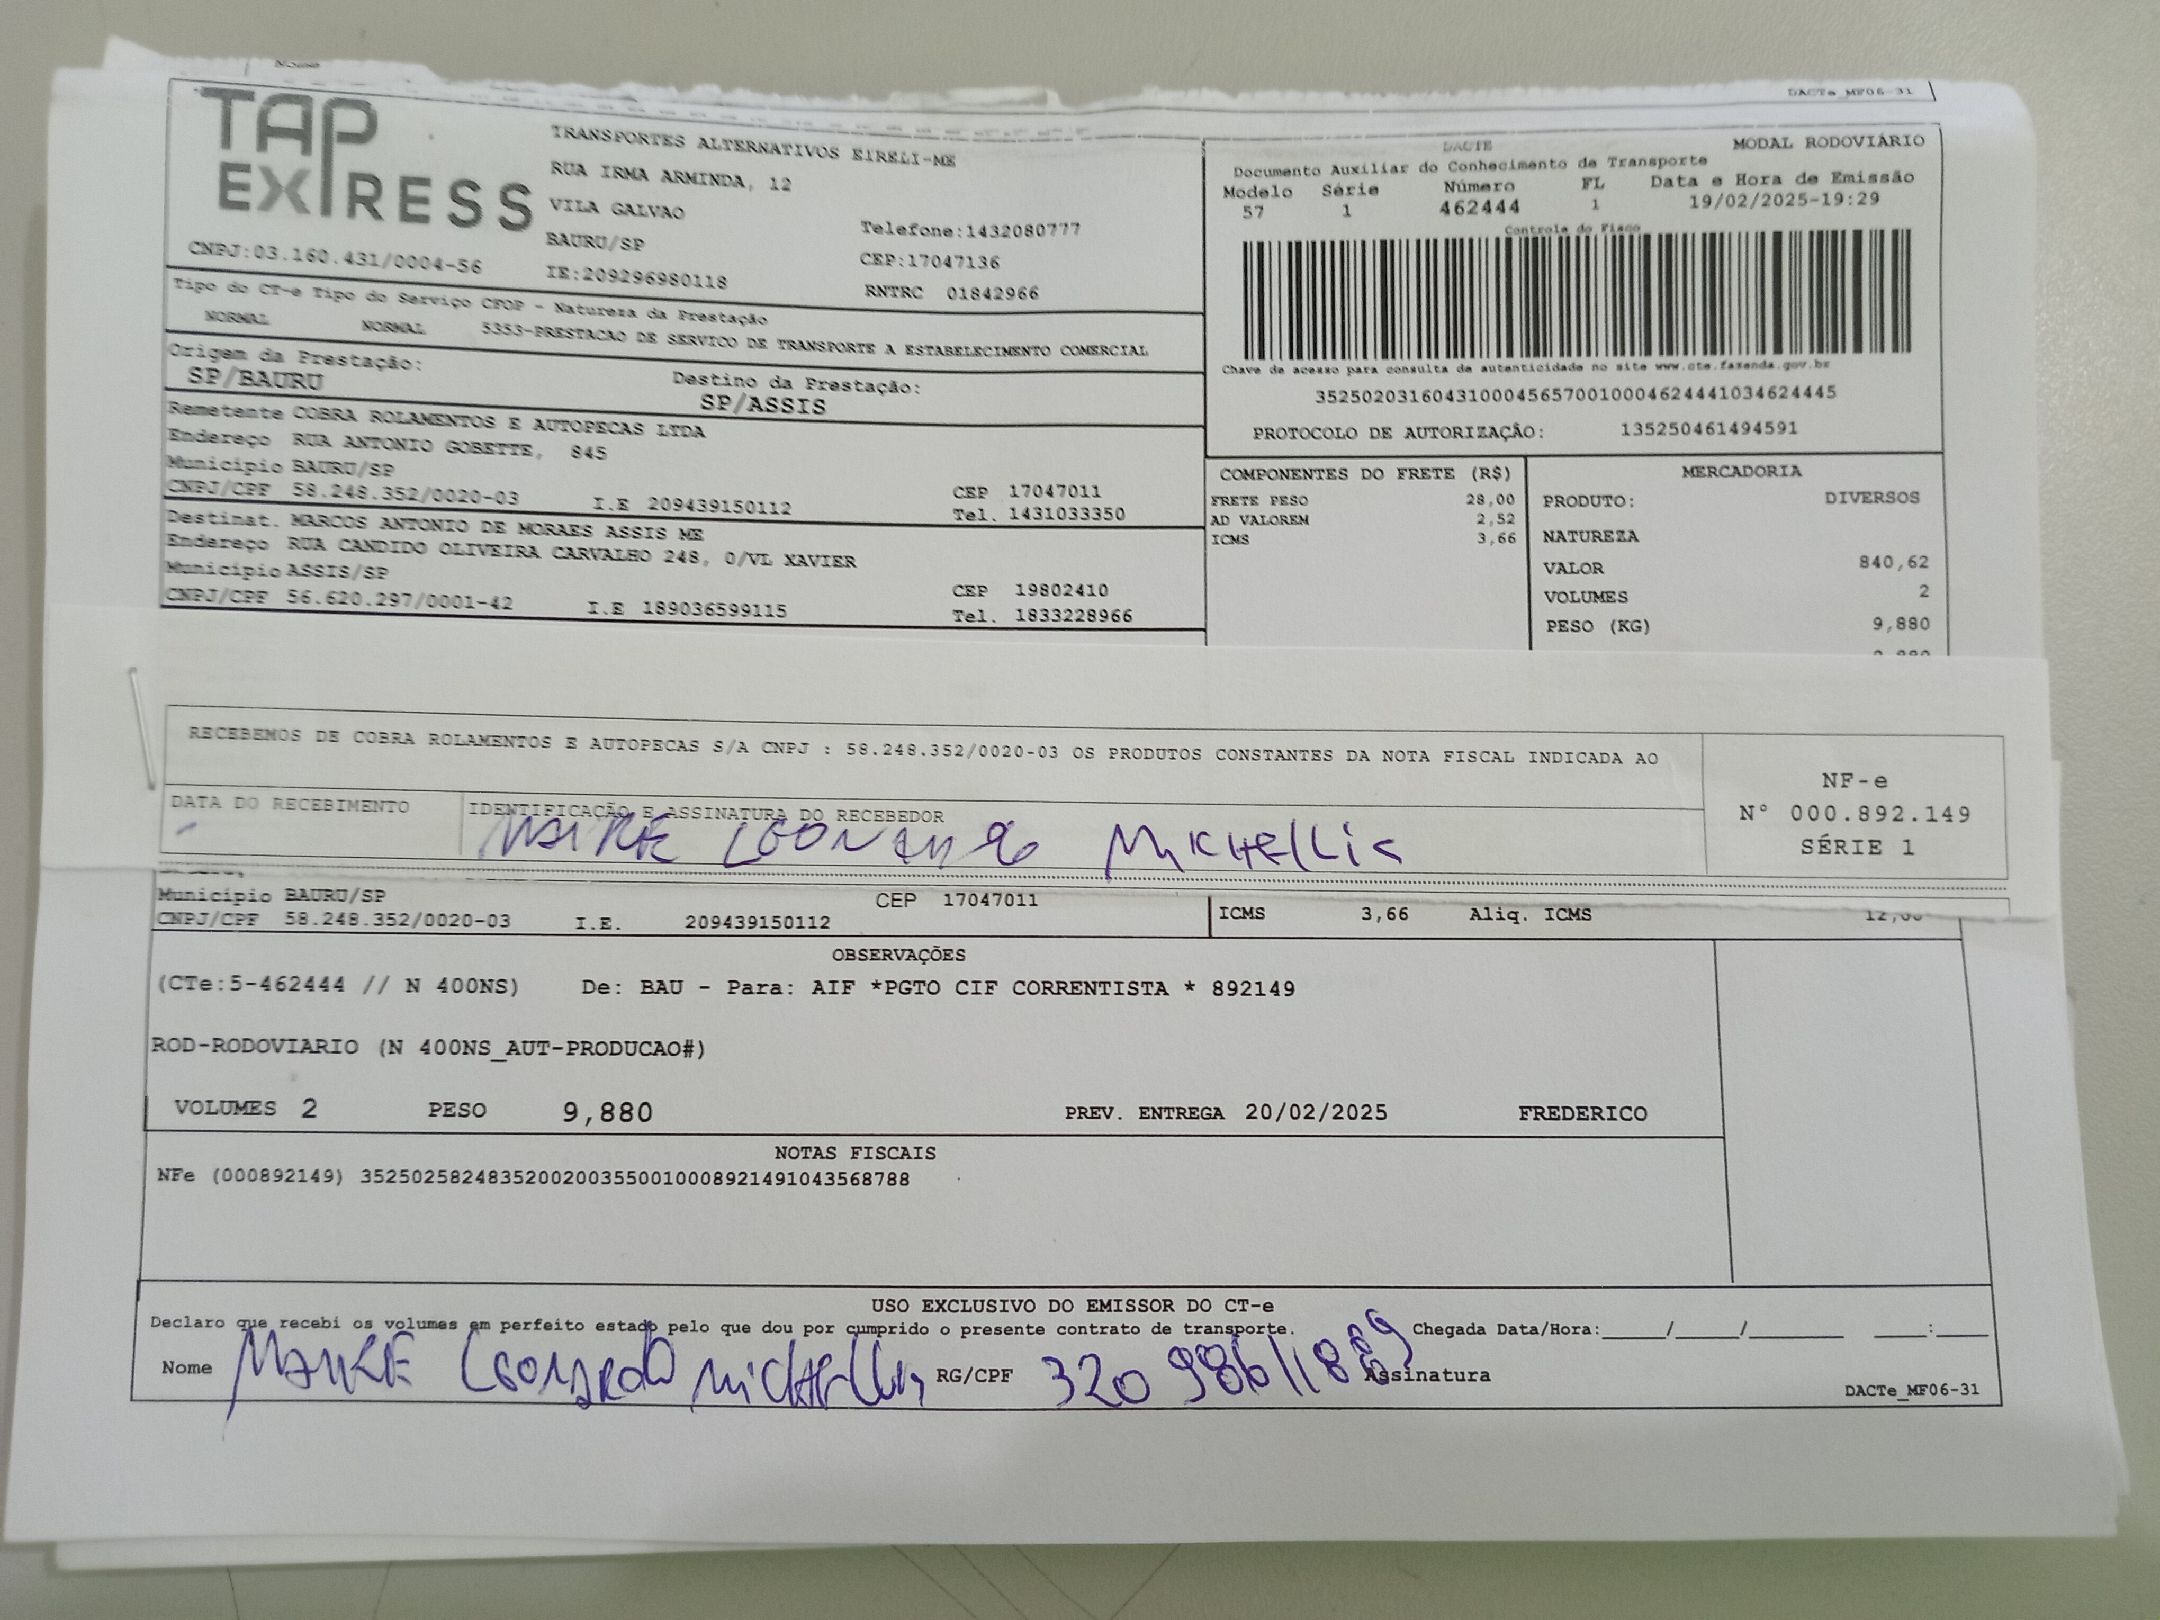 Nome
DACTe_MF06-31
TAP EXPRESS
TRANSPORTES ALTERNATIVOS EIRELI-ME
RUA IRMA ARMINDA, 12
VILA GALVAO
BAURU/SP
Telefone:1432080777
CNPJ:03.160.431/0004-56
IE:209296980118
CEP:17047136
RNTRC 01842966
Tipo do CT-e Tipo do Serviço CFOP - Natureza da Prestação
NORMAL NORMAL 5353-PRESTACAO DE SERVICO DE TRANSPORTE A ESTABELECIMENTO COMERCIAL
Origem da Prestação:
SP/BAURU
Destino da Prestação:
SP/ASSIS
Remetente COBRA ROLAMENTOS E AUTOPECAS LTDA
Endereço RUA ANTONIO GOBETTE, 845
Município BAURU/SP
CEP 17047011
CNPJ/CPF 58.248.352/0020-03 I.E 209439150112 Tel. 1431033350
Destinat. MARCOS ANTONIO DE MORAES ASSIS ME
Endereço RUA CANDIDO OLIVEIRA CARVALHO 248, 0/VL XAVIER
Município ASSIS/SP
CEP 19802410
CNPJ/CPF 56.620.297/0001-42 I.E 189036599115 Tel. 1833228966
DACTE MODAL RODOVIÁRIO
Documento Auxiliar do Conhecimento de Transporte
Modelo Série Número FL Data e Hora de Emissão
57 1 462444 1 19/02/2025-19:29
Controle do Fisco
Chave de acesso para consulta de autenticidade no site www.cte.fazenda.gov.br
35250203160431000456570010004624441034624445
PROTOCOLO DE AUTORIZAÇÃO: 135250461494591
COMPONENTES DO FRETE (R$)
FRETE PESO 28,00
AD VALOREM 2,52
ICMS 3,66
MERCADORIA
PRODUTO: DIVERSOS
NATUREZA
VALOR 840,62
VOLUMES 2
PESO (KG) 9,880
RECEBEMOS DE COBRA ROLAMENTOS E AUTOPECAS S/A CNPJ : 58.248.352/0020-03 OS PRODUTOS CONSTANTES DA NOTA FISCAL INDICADA AO
DATA DO RECEBIMENTO
IDENTIFICAÇÃO E ASSINATURA DO RECEBEDOR
NF-e
N° 000.892.149
SÉRIE 1
Município BAURU/SP CEP 17047011
CNPJ/CPF 58.248.352/0020-03 I.E. 209439150112
ICMS 3,66 Aliq. ICMS 12,00
OBSERVAÇÕES
(CTe:5-462444 // N 400NS) De: BAU - Para: AIF *PGTO CIF CORRENTISTA * 892149
ROD-RODOVIARIO (N 400NS_AUT-PRODUCAO#)
VOLUMES 2 PESO 9,880 PREV. ENTREGA 20/02/2025 FREDERICO
NOTAS FISCAIS
NFe (000892149) 35250258248352002003550010008921491043568788
USO EXCLUSIVO DO EMISSOR DO CT-e
Declaro que recebi os volumes em perfeito estado pelo que dou por cumprido o presente contrato de transporte. Chegada Data/Hora:_____/_____/_______ ____:____
Nome RG/CPF Assinatura
DACTe_MF06-31